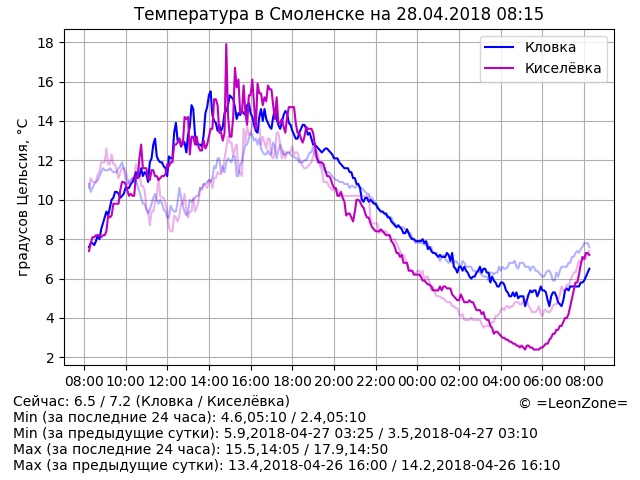 Температура в Смоленске на 28.04.2018 08:15
Кловка
Киселёвка
градусов Цельсия, °C
18
16
14
12
10
8
6
4
2
08:00 10:00 12:00 14:00 16:00 18:00 20:00 22:00 00:00 02:00 04:00 06:00 08:00
Сейчас: 6.5 / 7.2 (Кловка / Киселёвка)
© =LeonZone=
Min (за последние 24 часа): 4.6,05:10 / 2.4,05:10
Min (за предыдущие сутки): 5.9,2018-04-27 03:25 / 3.5,2018-04-27 03:10
Max (за последние 24 часа): 15.5,14:05 / 17.9,14:50
Max (за предыдущие сутки): 13.4,2018-04-26 16:00 / 14.2,2018-04-26 16:10